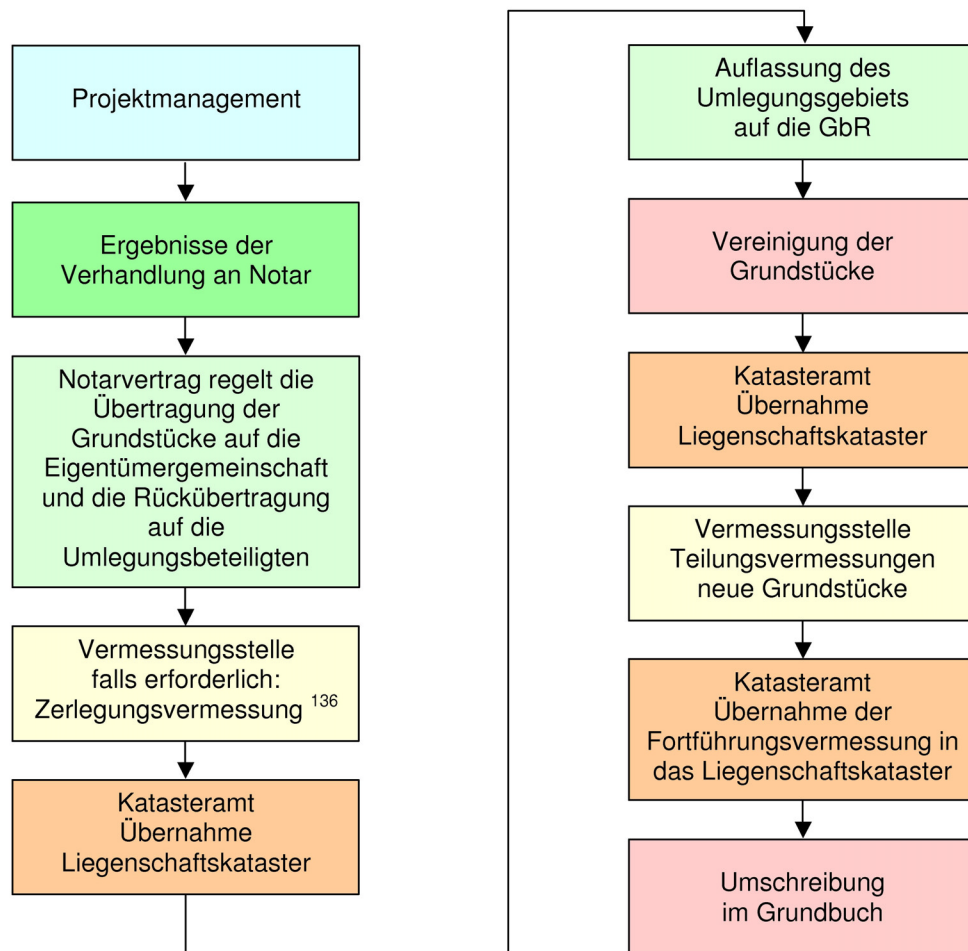 Projektmanagement
Ergebnisse der
Verhandlung an Notar
Notarvertrag regelt die
Übertragung der
Grundstücke auf die
Eigentümergemeinschaft
und die Rückübertragung
auf die
Umlegungsbeteiligten
Vermessungsstelle
falls erforderlich:
Zerlegungsvermessung 136
Katasteramt
Übernahme
Liegenschaftskataster
Auflassung des
Umlegungsgebiets
auf die GbR
Vereinigung der
Grundstücke
Katasteramt
Übernahme
Liegenschaftskataster
Vermessungsstelle
Teilungsvermessungen
neue Grundstücke
Katasteramt
Übernahme der
Fortführungsvermessung in
das Liegenschaftskataster
Umschreibung
im Grundbuch